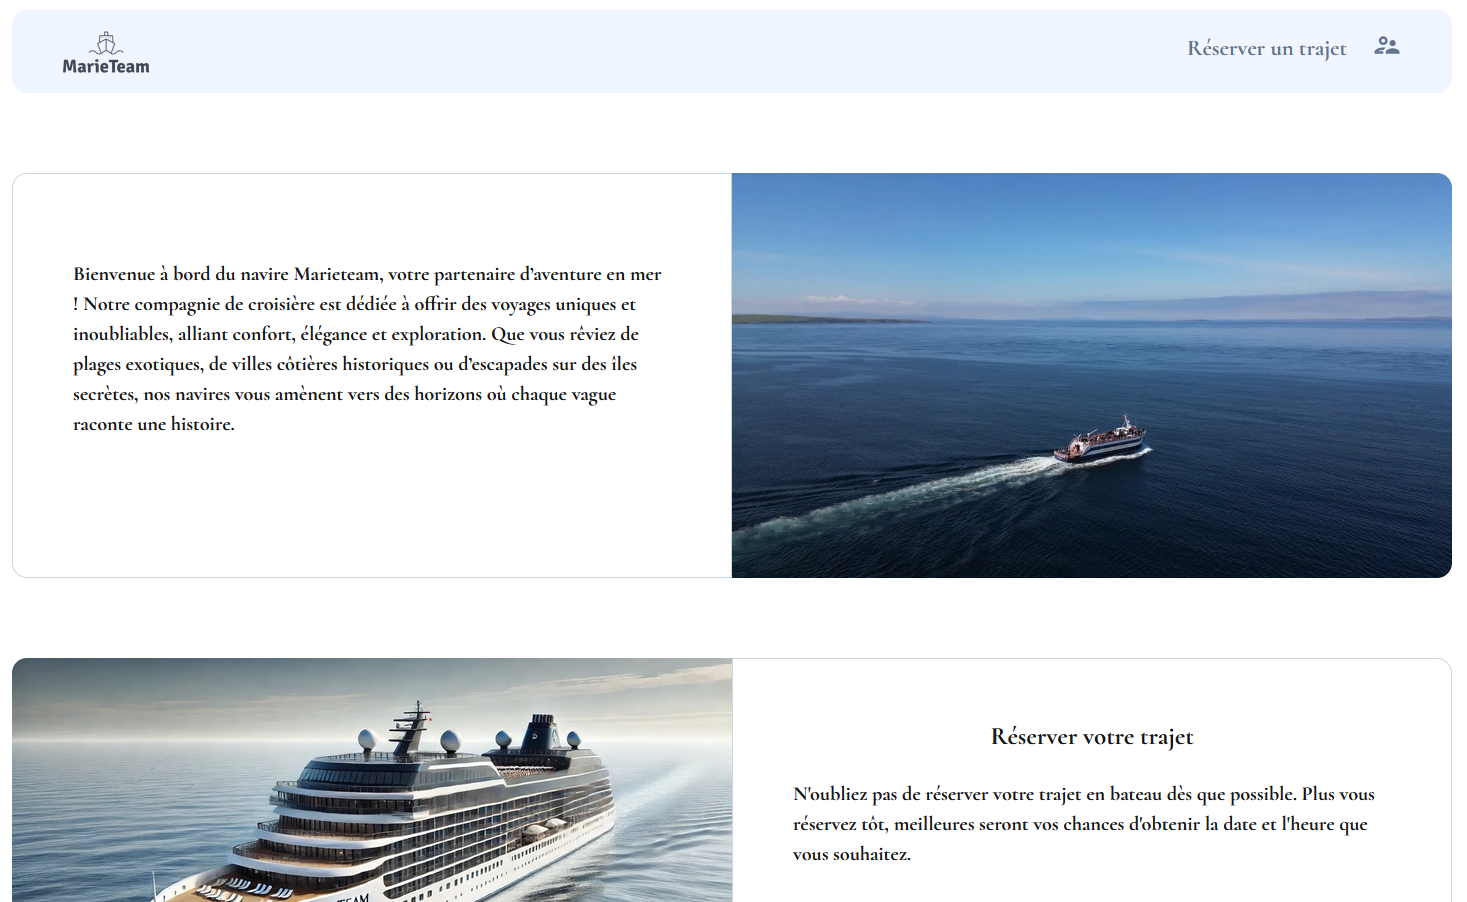 MarieTeam
Réserver un trajet
Bienvenue à bord du navire Marieteam, votre partenaire d’aventure en mer
! Notre compagnie de croisière est dédiée à offrir des voyages uniques et
inoubliables, alliant confort, élégance et exploration. Que vous rêviez de
plages exotiques, de villes côtières historiques ou d’escapades sur des îles
secrètes, nos navires vous amènent vers des horizons où chaque vague
raconte une histoire.
Réserver votre trajet
N'oubliez pas de réserver votre trajet en bateau dès que possible. Plus vous
réservez tôt, meilleures seront vos chances d'obtenir la date et l'heure que
vous souhaitez.